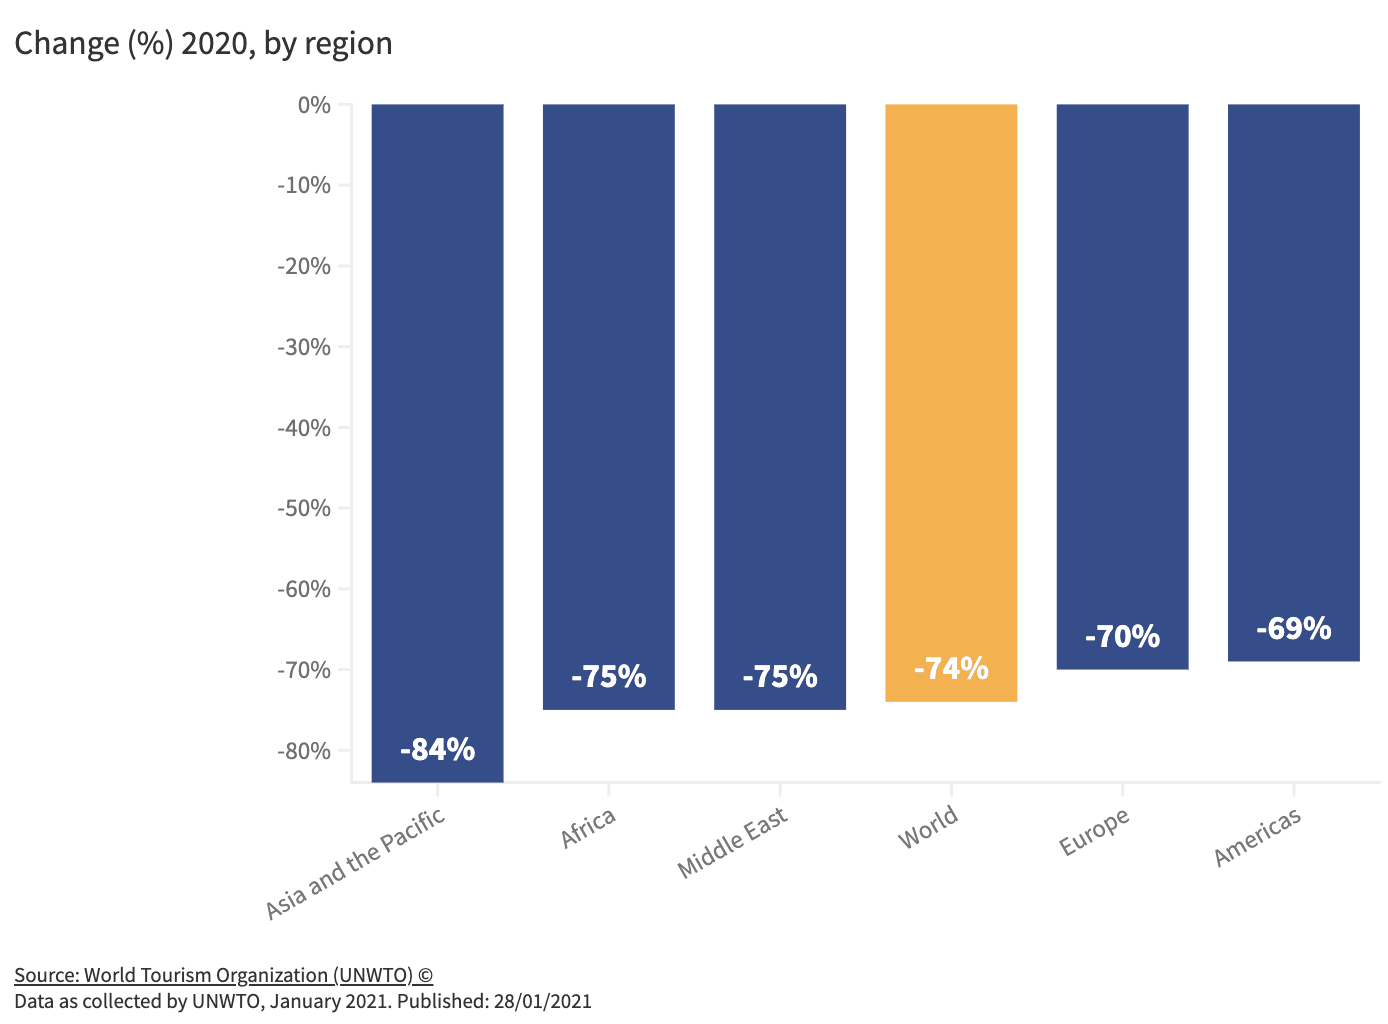 Change (%) 2020, by region
0%
-10%
-20%
-30%
-40%
-50%
-60%
-70%
-80%
-84%
-75%
-75%
-74%
-70%
-69%
Asia and the Pacific
Africa
Middle East
World
Europe
Americas
Source: World Tourism Organization (UNWTO) ©
Data as collected by UNWTO, January 2021. Published: 28/01/2021